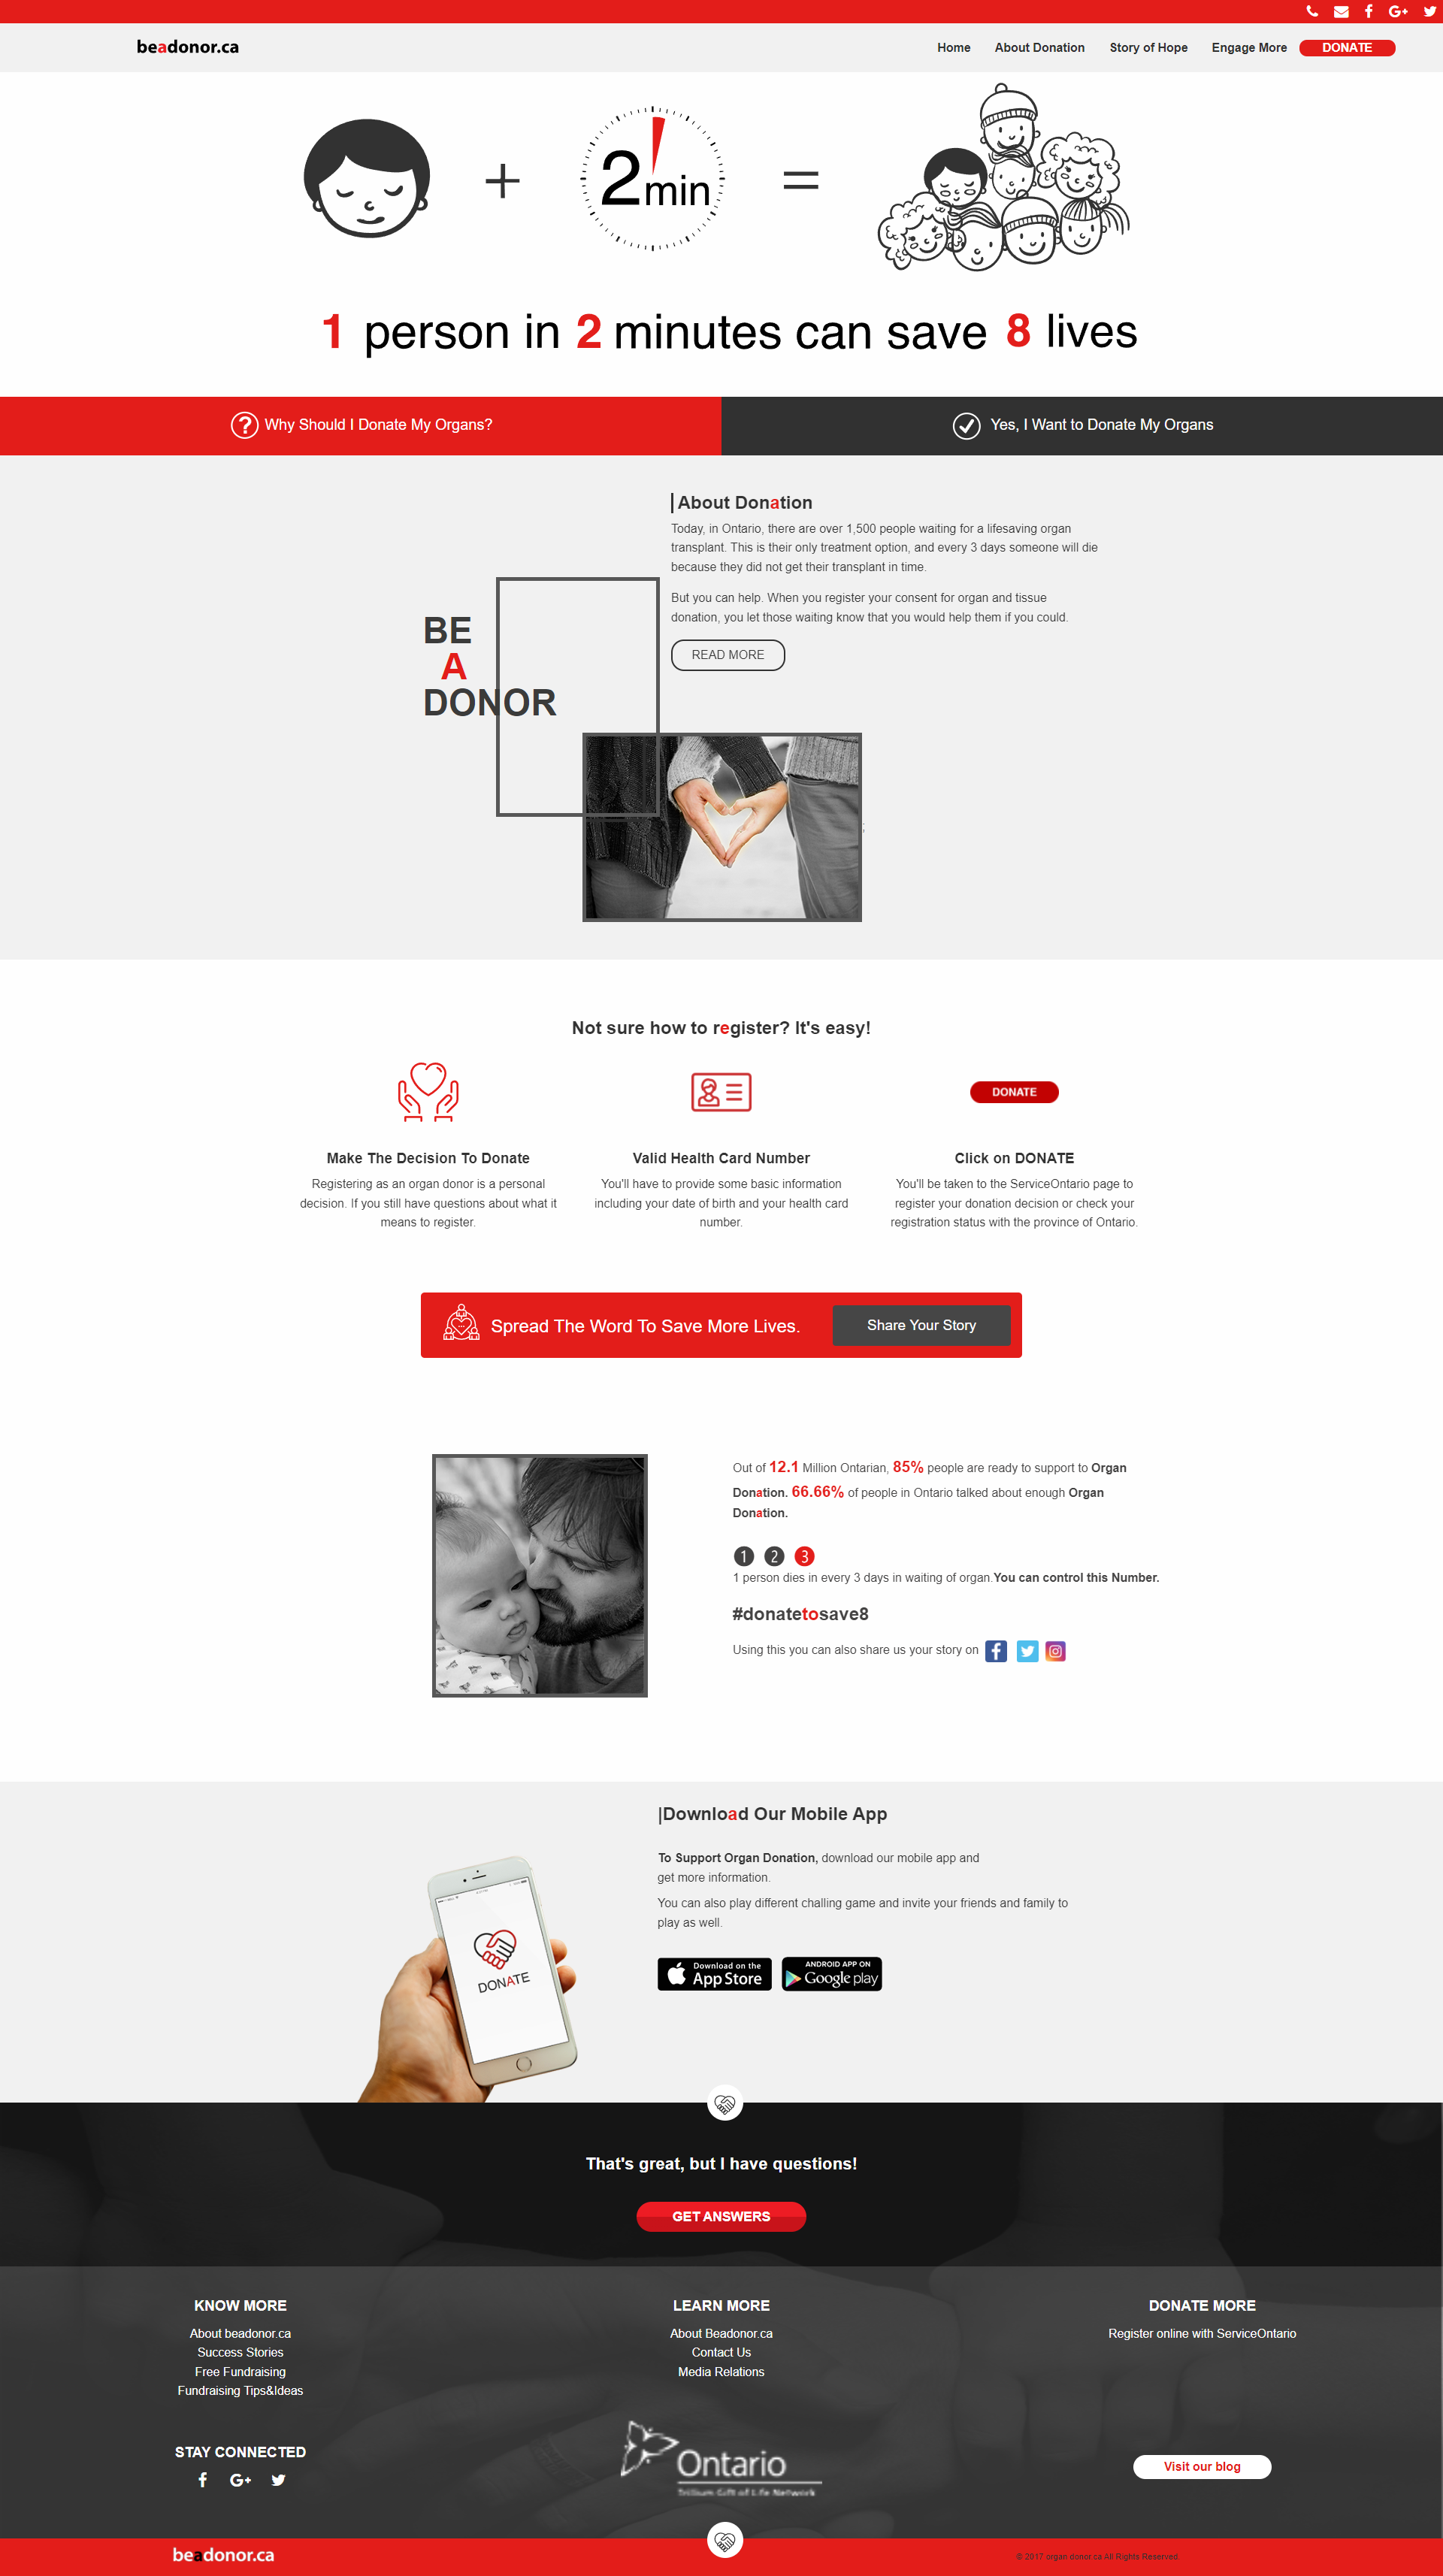 beadonor.ca
Home About Donation Story of Hope Engage More DONATE
2min
1 person in 2 minutes can save 8 lives
Why Should I Donate My Organs?
Yes, I Want to Donate My Organs
About Donation
Today, in Ontario, there are over 1,500 people waiting for a lifesaving organ
transplant. This is their only treatment option, and every 3 days someone will die
because they did not get their transplant in time.
But you can help. When you register your consent for organ and tissue
donation, you let those waiting know that you would help them if you could.
READ MORE
BE
A
DONOR
Not sure how to register? It's easy!
DONATE
Make The Decision To Donate
Registering as an organ donor is a personal
decision. If you still have questions about what it
means to register.
Valid Health Card Number
You'll have to provide some basic information
including your date of birth and your health card
number.
Click on DONATE
You'll be taken to the ServiceOntario page to
register your donation decision or check your
registration status with the province of Ontario.
Spread The Word To Save More Lives.
Share Your Story
Out of 12.1 Million Ontarian, 85% people are ready to support to Organ
Donation. 66.66% of people in Ontario talked about enough Organ
Donation.
1 2 3
1 person dies in every 3 days in waiting of organ.You can control this Number.
#donatetosave8
Using this you can also share us your story on
|Download Our Mobile App
To Support Organ Donation, download our mobile app and
get more information.
You can also play different challing game and invite your friends and family to
play as well.
DONATE
Download on the
App Store
ANDROID APP ON
Google play
That's great, but I have questions!
GET ANSWERS
KNOW MORE
About beadonor.ca
Success Stories
Free Fundraising
Fundraising Tips&Ideas
LEARN MORE
About Beadonor.ca
Contact Us
Media Relations
DONATE MORE
Register online with ServiceOntario
STAY CONNECTED
Ontario
Trillium Gift of Life Network
Visit our blog
beadonor.ca
© 2017 organ donor.ca All Rights Reserved.